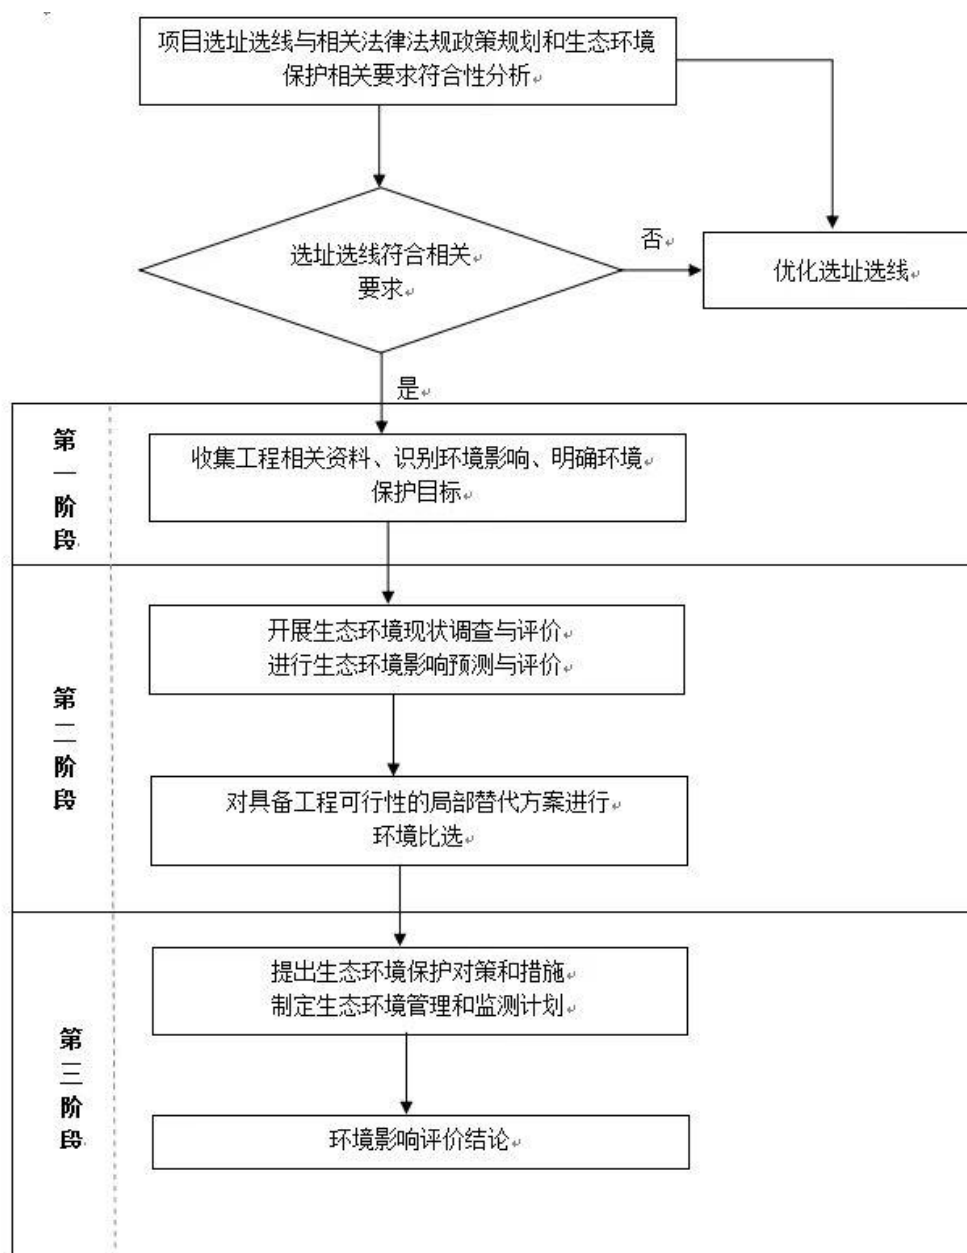 项目选址选线与相关法律法规政策规划和生态环境
保护相关要求符合性分析
选址选线符合相关
要求
否
优化选址选线
是
第一阶段
收集工程相关资料、识别环境影响、明确环境
保护目标
第二阶段
开展生态环境现状调查与评价
进行生态环境影响预测与评价
对具备工程可行性的局部替代方案进行
环境比选
第三阶段
提出生态环境保护对策和措施
制定生态环境管理和监测计划
环境影响评价结论